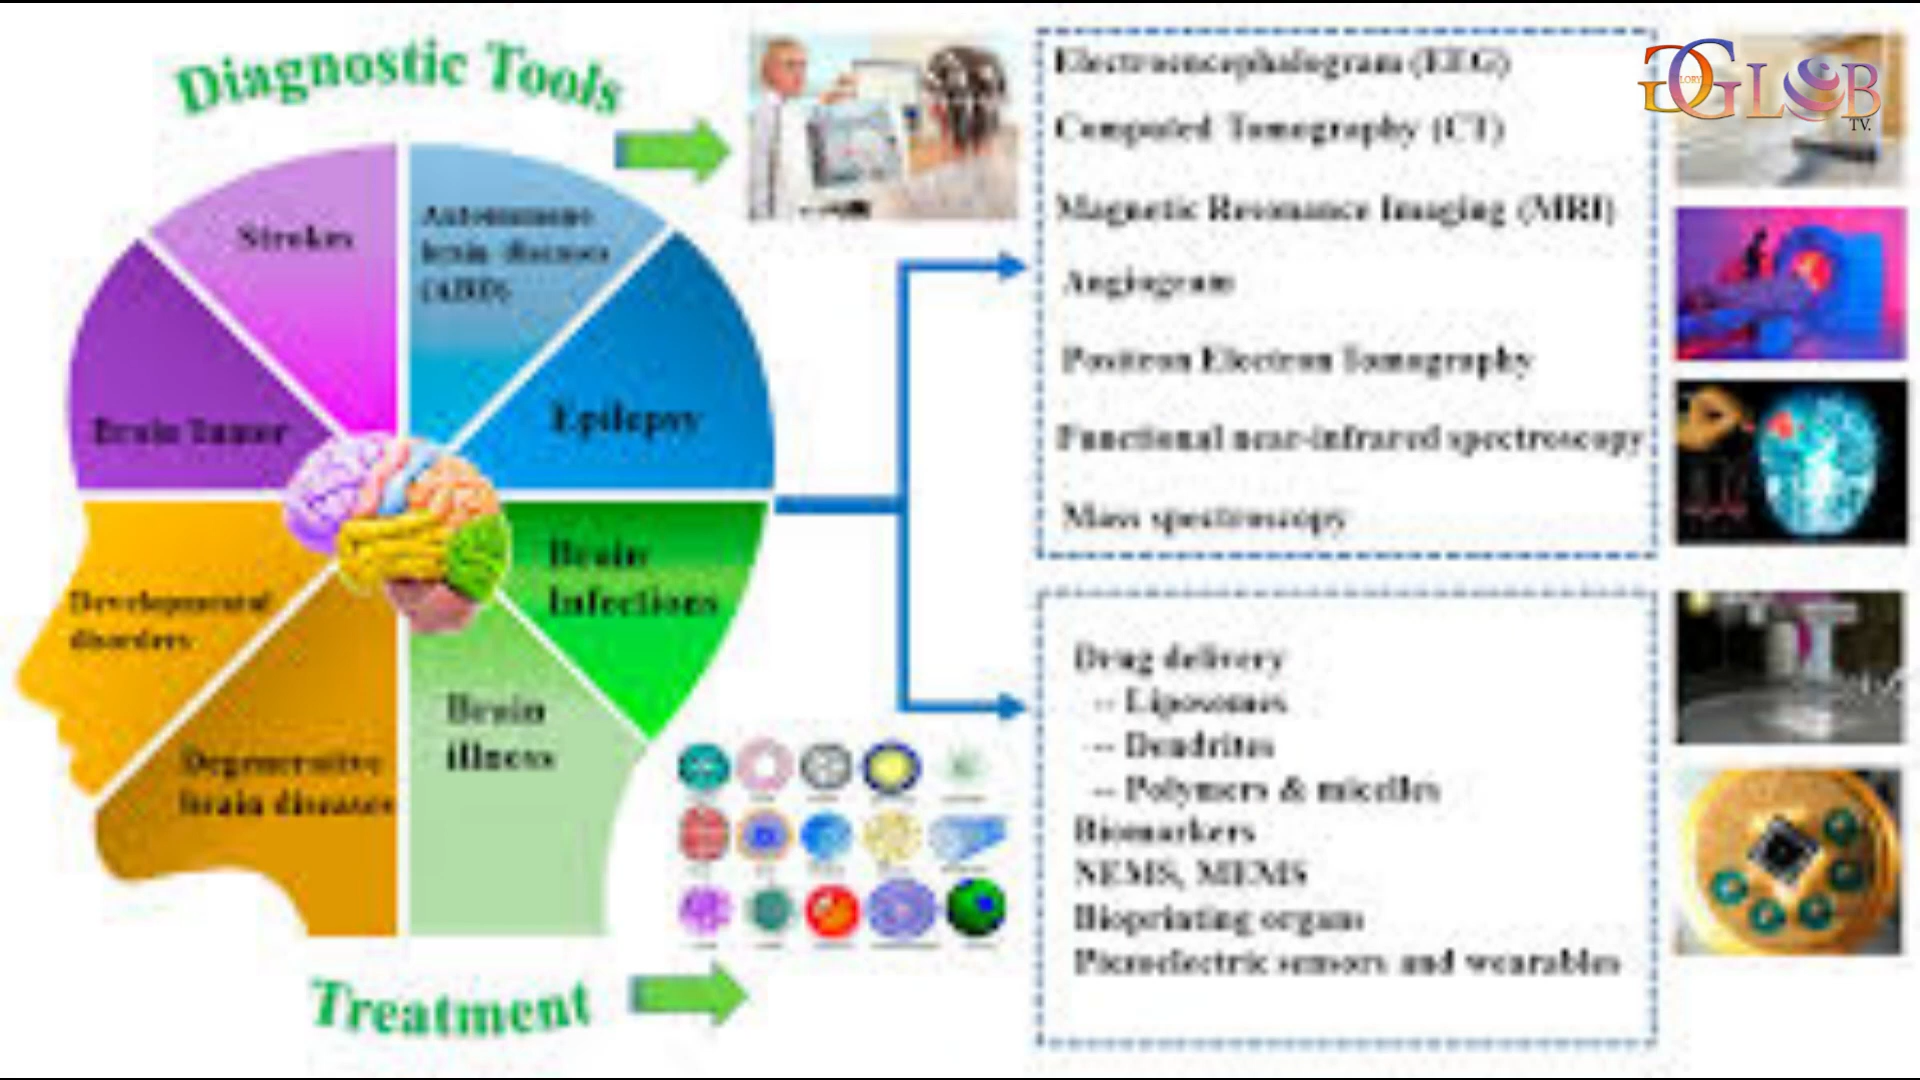 Diagnostic Tools
Strokes
Autoimmune
brain diseases
(ABD)
Brain Tumor
Epilepsy
Developmental
disorders
Brain
Infections
Degenerative
brain diseases
Brain
illness
Treatment
Electroencephalogram (EEG)
Computed Tomography (CT)
Magnetic Resonance Imaging (MRI)
Angiogram
Positron Electron Tomography
Functional near-infrared spectroscopy
Mass spectroscopy
Drug delivery
-- Liposomes
-- Dendrites
-- Polymers & micelles
Biomarkers
NEMS, MEMS
Bioprinting organs
Piezoelectric sensors and wearables
GLORY
GLOB
TV.